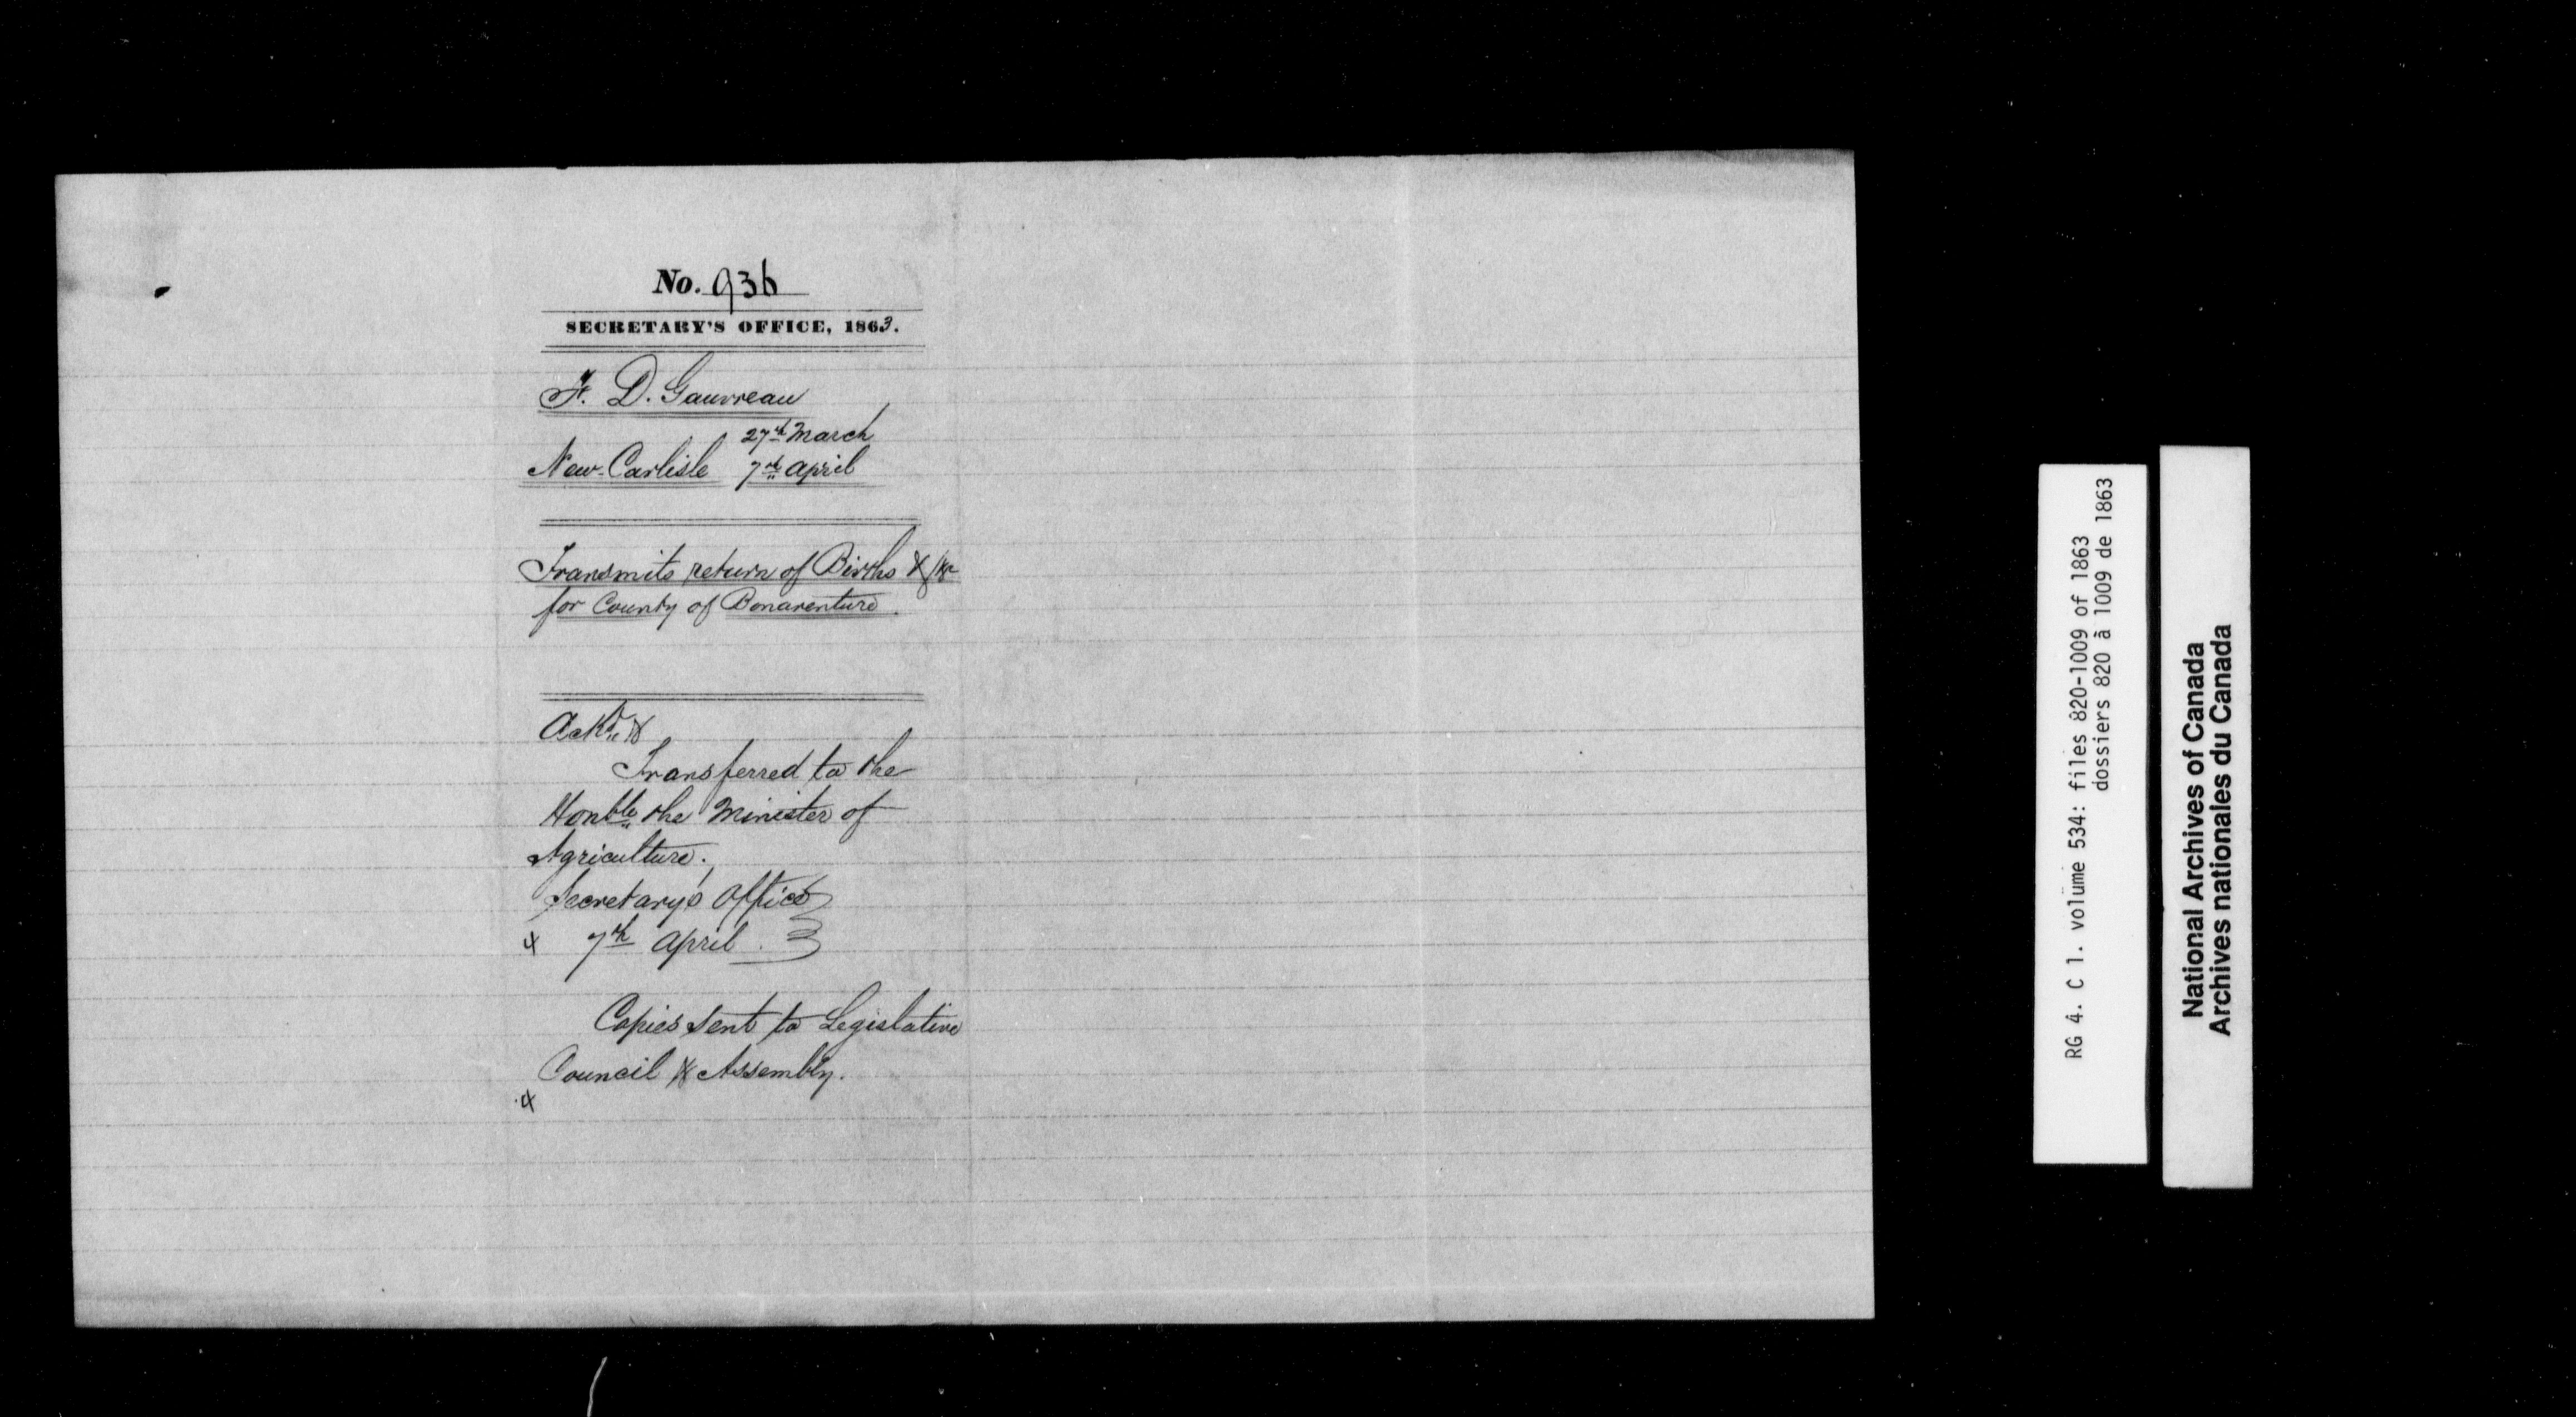 No. 936
SECRETARY'S OFFICE, 1863.
F. D. Gauvreau
27th March
New-Carlisle 7th April
Transmits return of Births &c &c
for County of Bonaventure.
Ackd &
Transferred to the
Honble the Minister of
Agriculture.
Secretary's Office
7th April.
Copies sent to Legislative
Council & Assembly.
RG 4. C 1. volume 534: files 820-1009 of 1863
dossiers 820 à 1009 de 1863
National Archives of Canada
Archives nationales du Canada